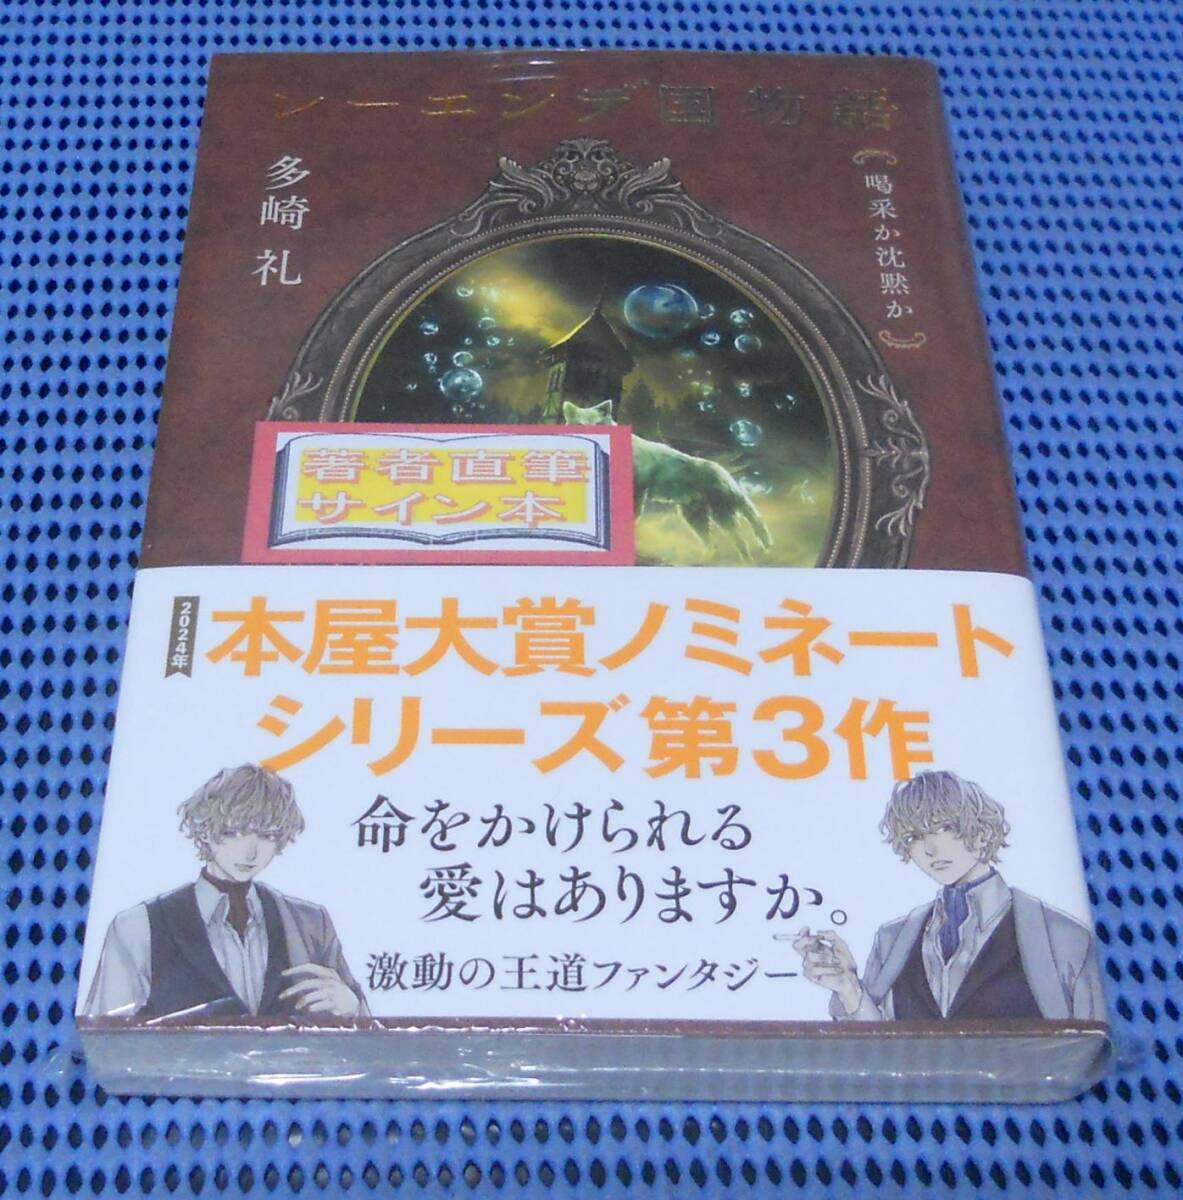 レーエンデ国物語
喝采か沈黙か
多崎礼
著者直筆
サイン本
2024年
本屋大賞ノミネート
シリーズ第3作
命をかけられる
愛はありますか。
激動の王道ファンタジー